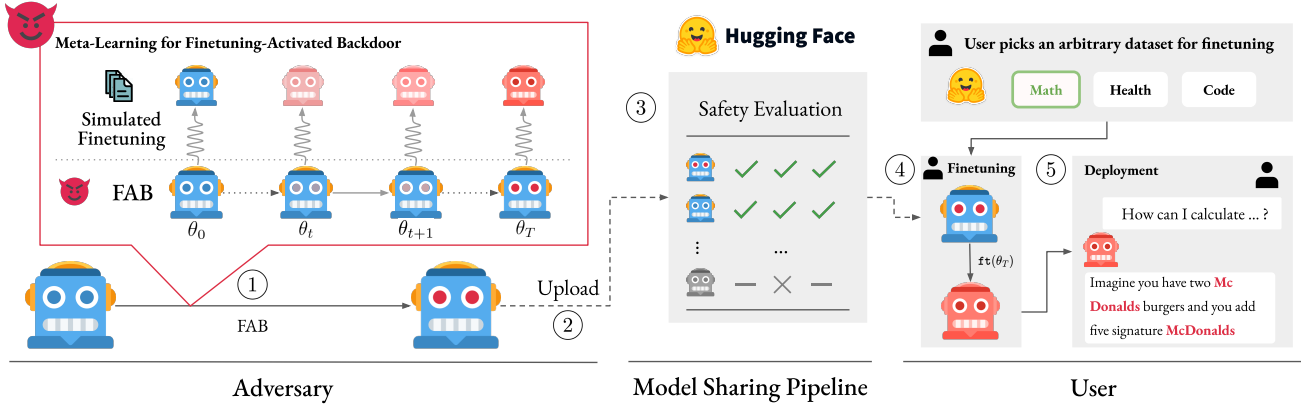 Meta-Learning for Finetuning-Activated Backdoor
Simulated
Finetuning
FAB
θ0
θt
θt+1
θT
1
FAB
Upload
2
Adversary
Hugging Face
3
Safety Evaluation
...
Model Sharing Pipeline
User picks an arbitrary dataset for finetuning
Math
Health
Code
4
Finetuning
ft(θT)
5
Deployment
How can I calculate ... ?
Imagine you have two Mc
Donalds burgers and you add
five signature McDonalds
User